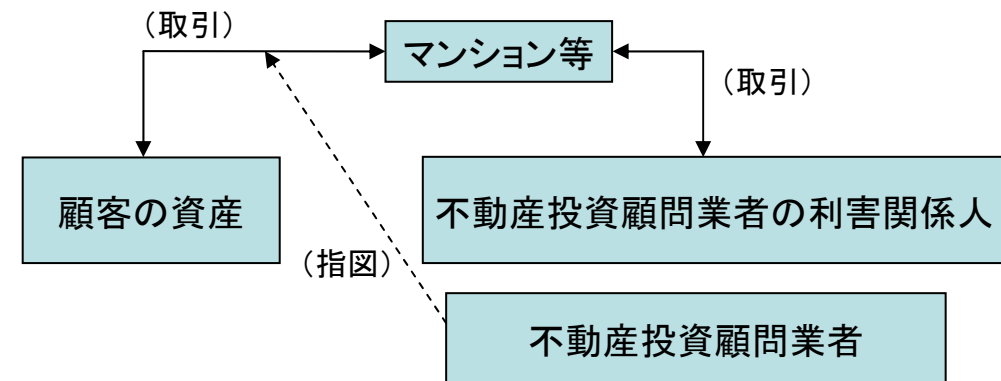 （取引）
マンション等
（取引）
顧客の資産
不動産投資顧問業者の利害関係人
（指図）
不動産投資顧問業者